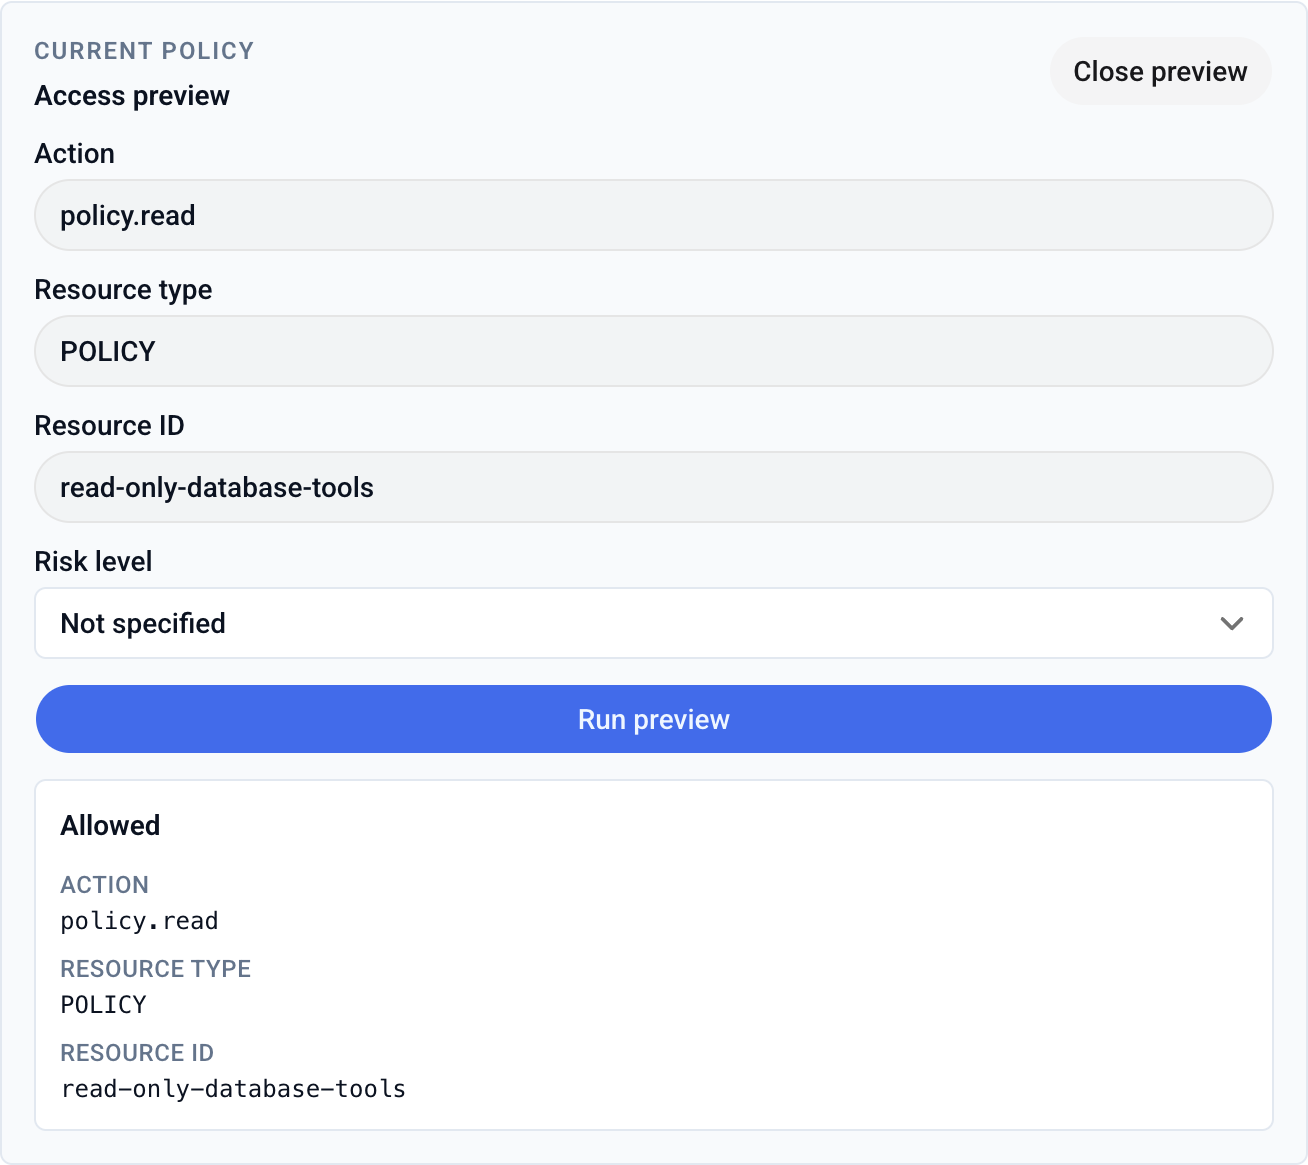 CURRENT POLICY
Access preview
Close preview
Action
policy.read
Resource type
POLICY
Resource ID
read-only-database-tools
Risk level
Not specified
Run preview
Allowed
ACTION
policy.read
RESOURCE TYPE
POLICY
RESOURCE ID
read-only-database-tools